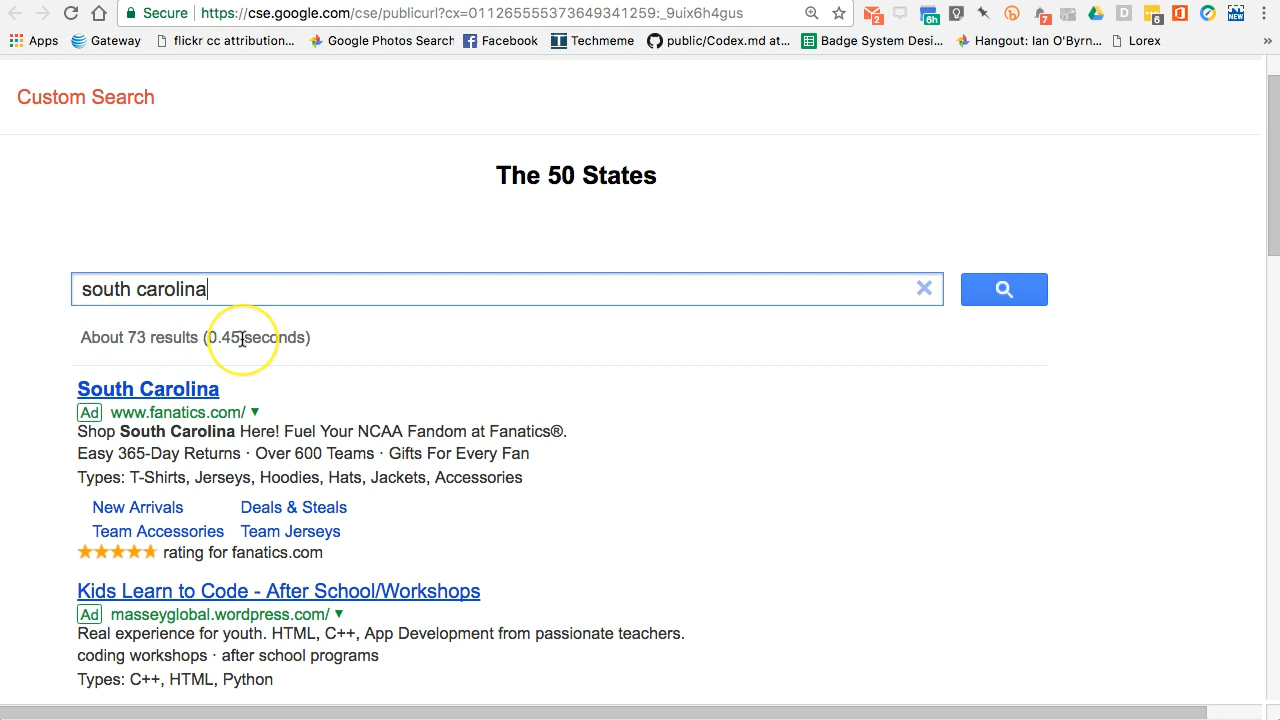 Secure https://cse.google.com/cse/publicurl?cx=011265555373649341259:_9uix6h4gus 2 6h 7 D 6 NEW
Apps Gateway flickr cc attribution... Google Photos Search Facebook Techmeme public/Codex.md at... Badge System Desi... Hangout: Ian O'Byrn... Lorex »
Custom Search
The 50 States
south carolina
About 73 results (0.45 seconds)
South Carolina
Ad www.fanatics.com/
Shop South Carolina Here! Fuel Your NCAA Fandom at Fanatics®.
Easy 365-Day Returns · Over 600 Teams · Gifts For Every Fan
Types: T-Shirts, Jerseys, Hoodies, Hats, Jackets, Accessories
New Arrivals Deals & Steals
Team Accessories Team Jerseys
rating for fanatics.com
Kids Learn to Code - After School/Workshops
Ad masseyglobal.wordpress.com/
Real experience for youth. HTML, C++, App Development from passionate teachers.
coding workshops · after school programs
Types: C++, HTML, Python